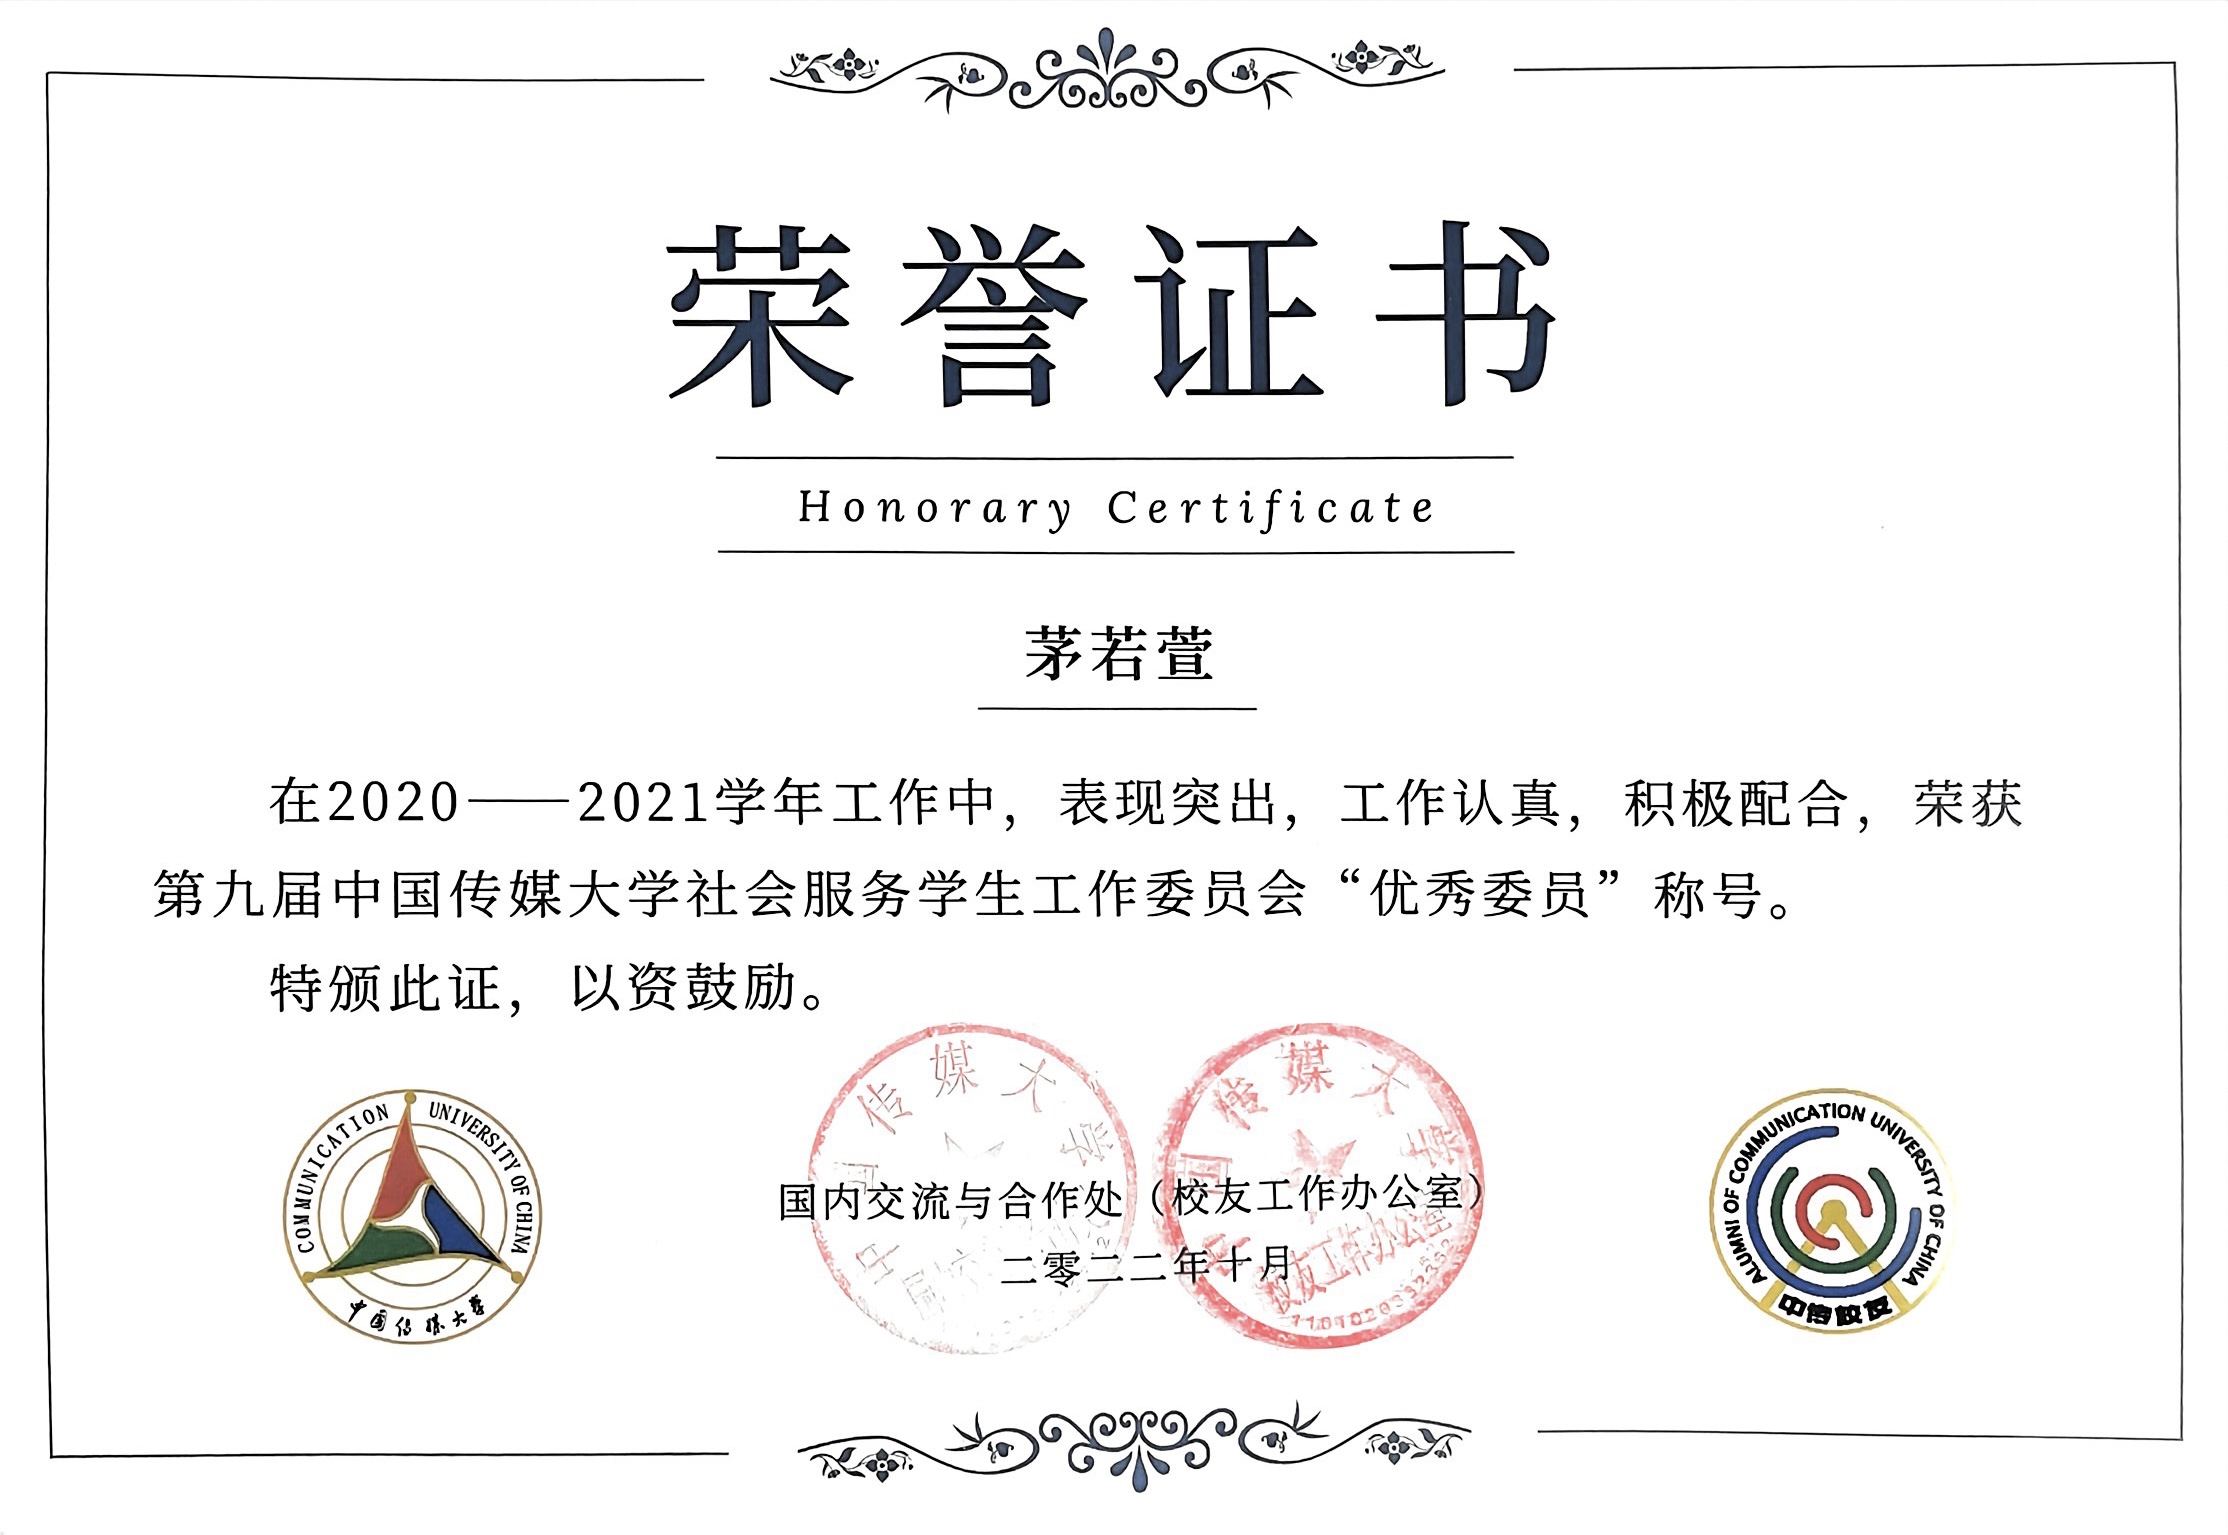 荣誉证书
Honorary Certificate
茅若萱
在2020——2021学年工作中，表现突出，工作认真，积极配合，荣获
第九届中国传媒大学社会服务学生工作委员会“优秀委员”称号。
特颁此证，以资鼓励。
COMMUNICATION UNIVERSITY OF CHINA
中国传媒大学
中国传媒大学
国传媒大学
校友工作办公室
国内交流与合作处（校友工作办公室）
二零二二年十月
ALUMNI OF COMMUNICATION UNIVERSITY OF CHINA
中传校友